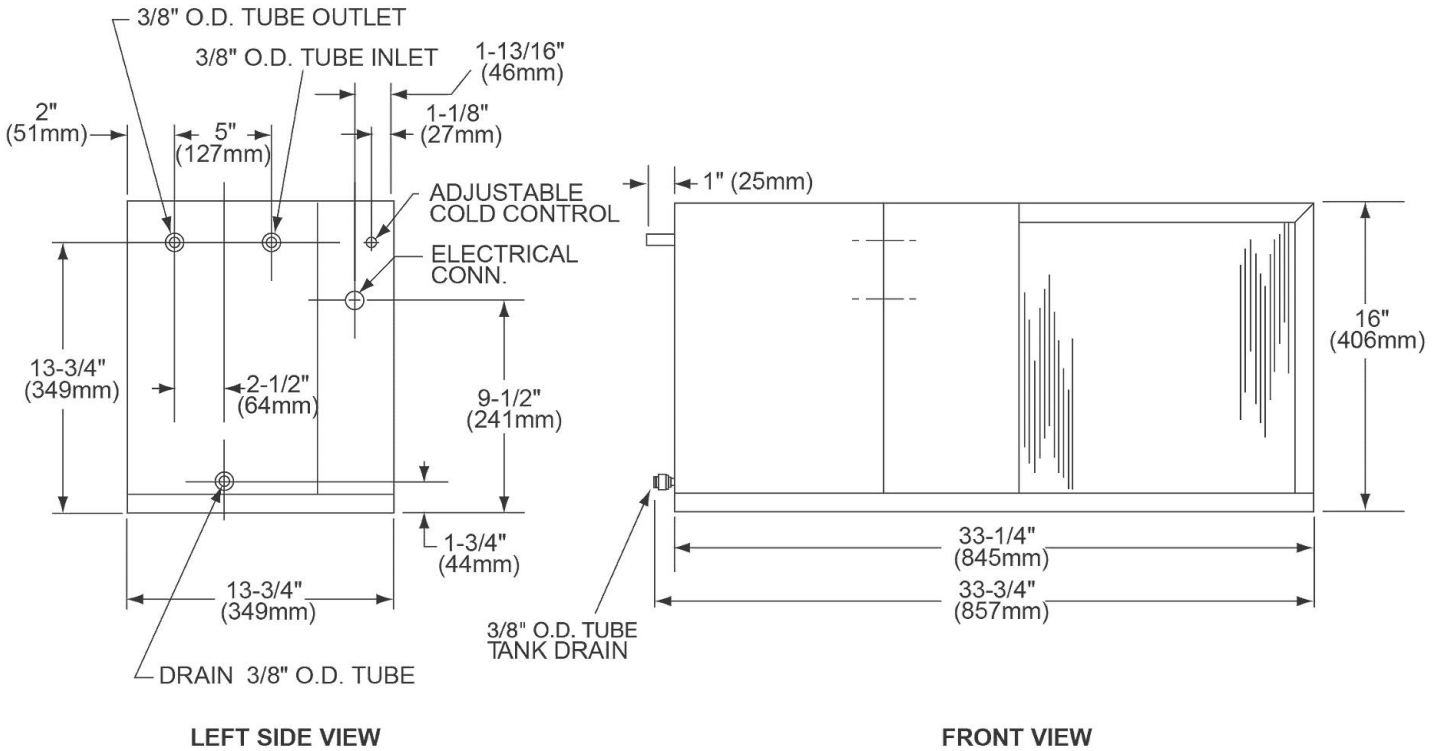 3/8" O.D. TUBE OUTLET
3/8" O.D. TUBE INLET
1-13/16"
(46mm)
2"
(51mm)
5"
(127mm)
1-1/8"
(27mm)
ADJUSTABLE
COLD CONTROL
ELECTRICAL
CONN.
13-3/4"
(349mm)
2-1/2"
(64mm)
9-1/2"
(241mm)
1-3/4"
(44mm)
13-3/4"
(349mm)
DRAIN 3/8" O.D. TUBE
LEFT SIDE VIEW
1" (25mm)
16"
(406mm)
33-1/4"
(845mm)
33-3/4"
(857mm)
3/8" O.D. TUBE
TANK DRAIN
FRONT VIEW